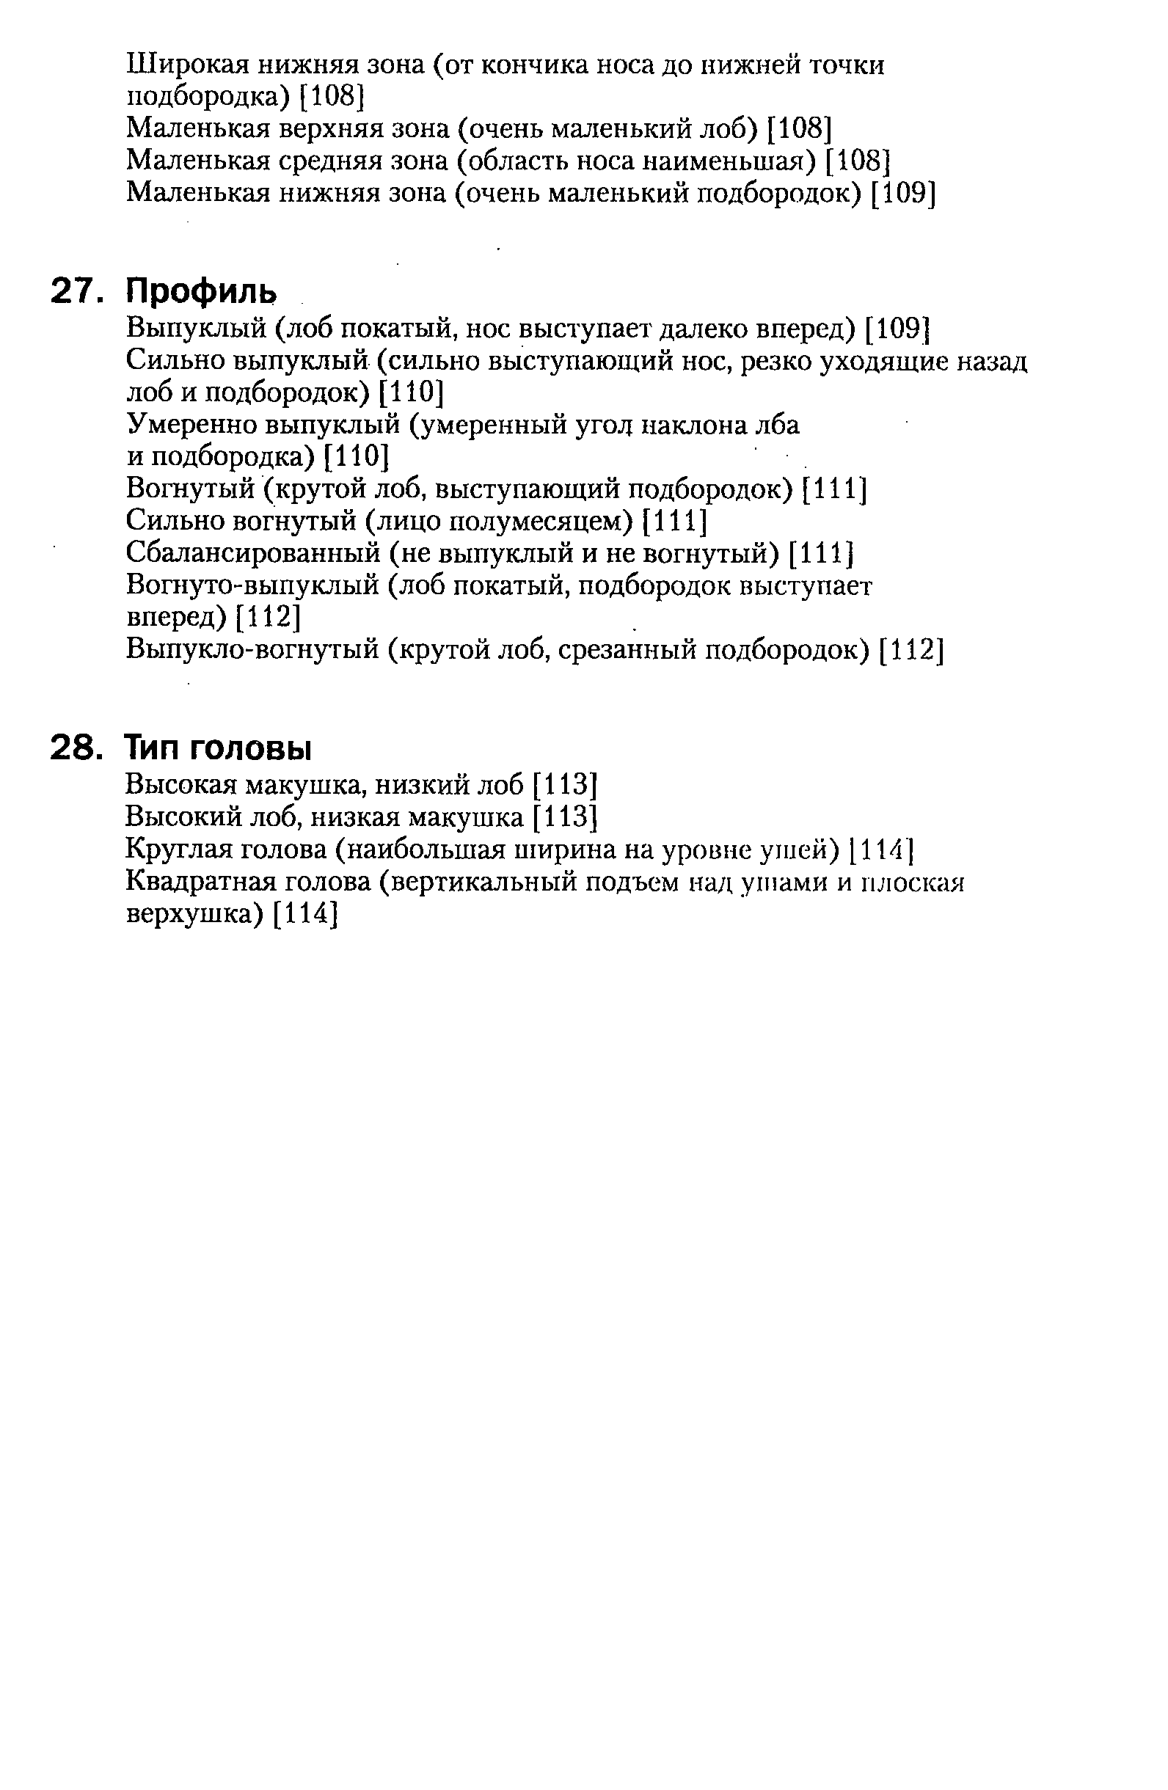 Широкая нижняя зона (от кончика носа до нижней точки
подбородка) [108]
Маленькая верхняя зона (очень маленький лоб) [108]
Маленькая средняя зона (область носа наименьшая) [108]
Маленькая нижняя зона (очень маленький подбородок) [109]
27. Профиль
Выпуклый (лоб покатый, нос выступает далеко вперед) [109]
Сильно выпуклый (сильно выступающий нос, резко уходящие назад
лоб и подбородок) [110]
Умеренно выпуклый (умеренный угол наклона лба
и подбородка) [110]
Вогнутый (крутой лоб, выступающий подбородок) [111]
Сильно вогнутый (лицо полумесяцем) [111]
Сбалансированный (не выпуклый и не вогнутый) [111]
Вогнуто-выпуклый (лоб покатый, подбородок выступает
вперед) [112]
Выпукло-вогнутый (крутой лоб, срезанный подбородок) [112]
28. Тип головы
Высокая макушка, низкий лоб [113]
Высокий лоб, низкая макушка [113]
Круглая голова (наибольшая ширина на уровне ушей) [114]
Квадратная голова (вертикальный подъем над ушами и плоская
верхушка) [114]